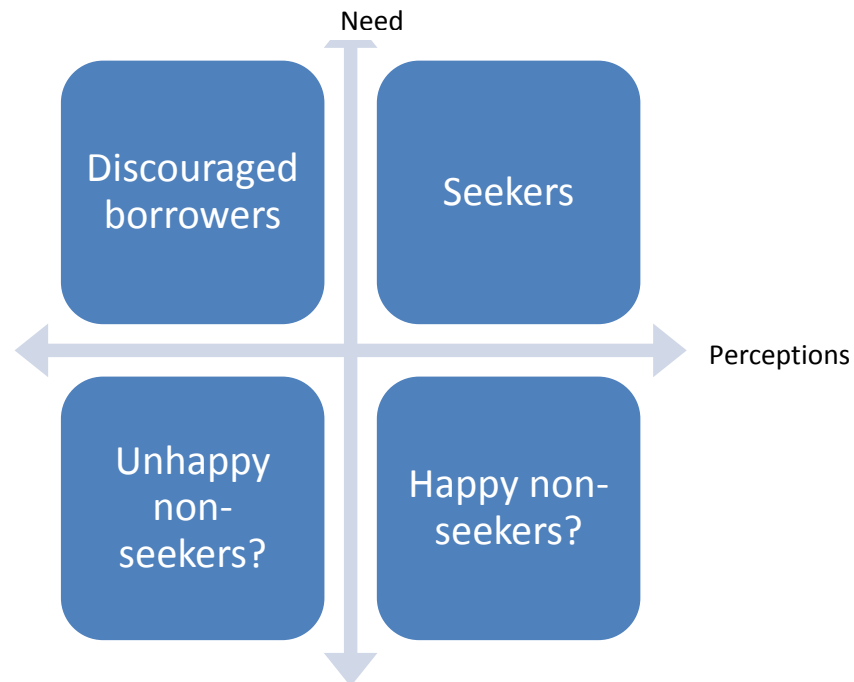 Need
Discouraged
borrowers
Seekers
Perceptions
Unhappy
non-
seekers?
Happy non-
seekers?